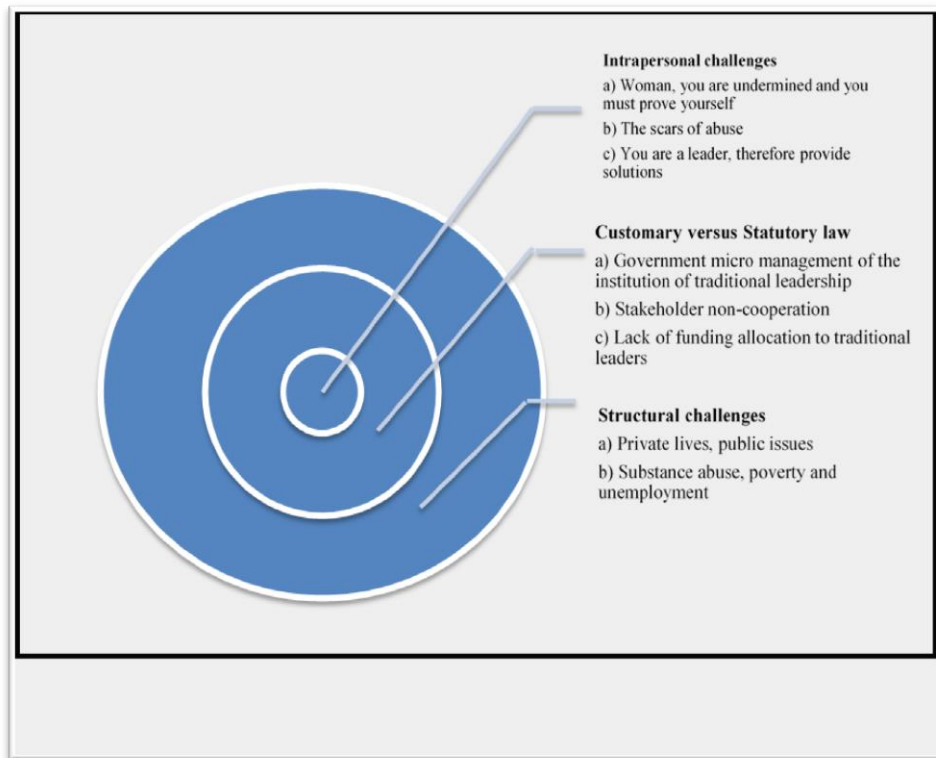 Intrapersonal challenges
a) Woman, you are undermined and you
must prove yourself
b) The scars of abuse
c) You are a leader, therefore provide
solutions
Customary versus Statutory law
a) Government micro management of the
institution of traditional leadership
b) Stakeholder non-cooperation
c) Lack of funding allocation to traditional
leaders
Structural challenges
a) Private lives, public issues
b) Substance abuse, poverty and
unemployment